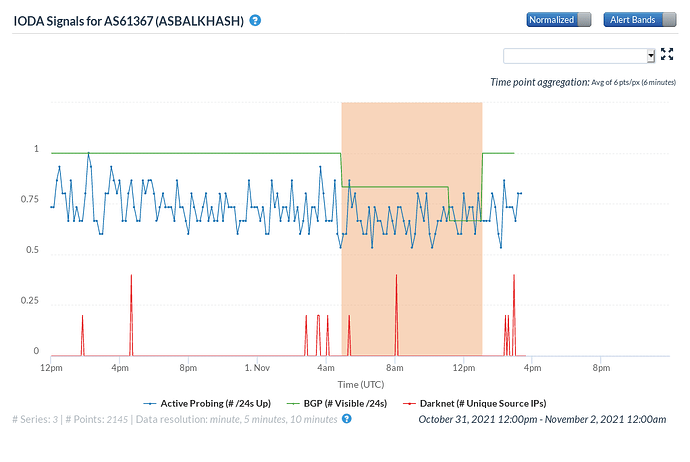 IODA Signals for AS61367 (ASBALKHASH) ?
Normalized
Alert Bands
Time point aggregation: Avg of 6 pts/px (6 minutes)
1
0.75
0.5
0.25
0
12pm 4pm 8pm 1. Nov 4am 8am 12pm 4pm 8pm
Time (UTC)
Active Probing (# /24s Up) BGP (# Visible /24s) Darknet (# Unique Source IPs)
# Series: 3 | # Points: 2145 | Data resolution: minute, 5 minutes, 10 minutes ? October 31, 2021 12:00pm - November 2, 2021 12:00am